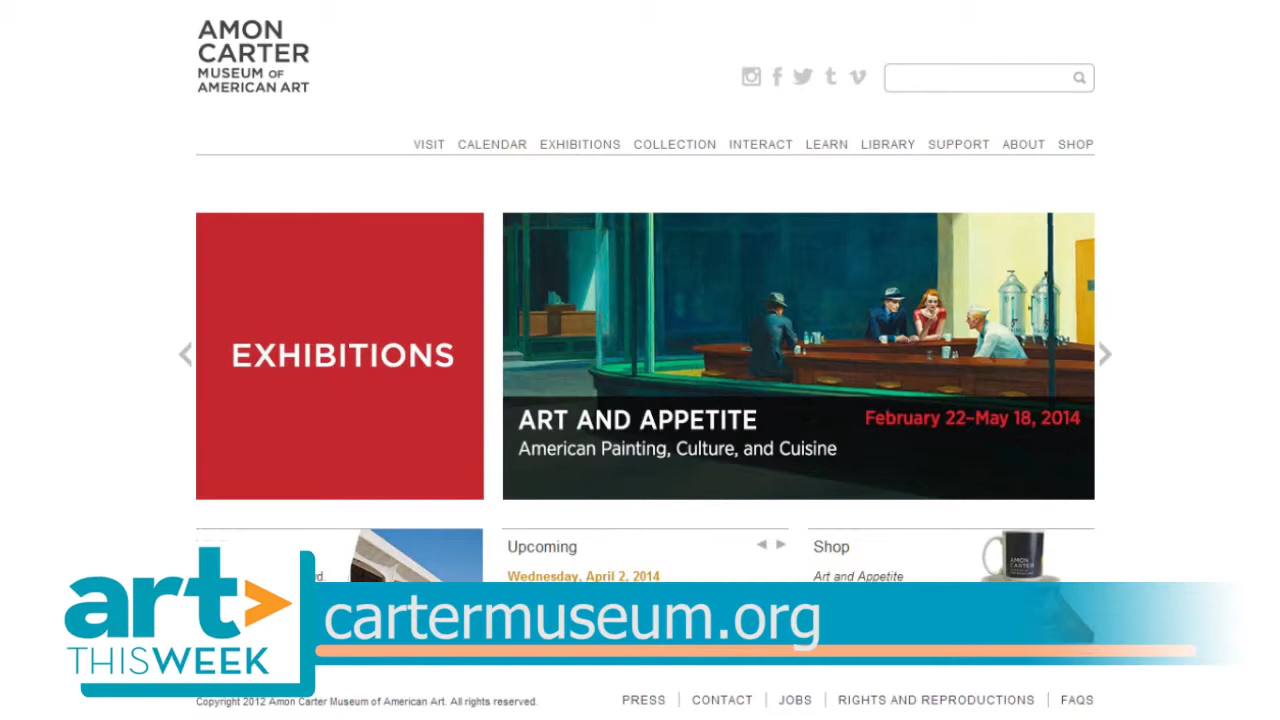 AMON
CARTER
MUSEUM OF
AMERICAN ART
VISIT CALENDAR EXHIBITIONS COLLECTION INTERACT LEARN LIBRARY SUPPORT ABOUT SHOP
EXHIBITIONS
ART AND APPETITE
American Painting, Culture, and Cuisine
February 22–May 18, 2014
Upcoming
Wednesday, April 2, 2014
Shop
Art and Appetite
AMON
CARTER
art>
THISWEEK
cartermuseum.org
Copyright 2012 Amon Carter Museum of American Art. All rights reserved.
PRESS | CONTACT | JOBS | RIGHTS AND REPRODUCTIONS | FAQS